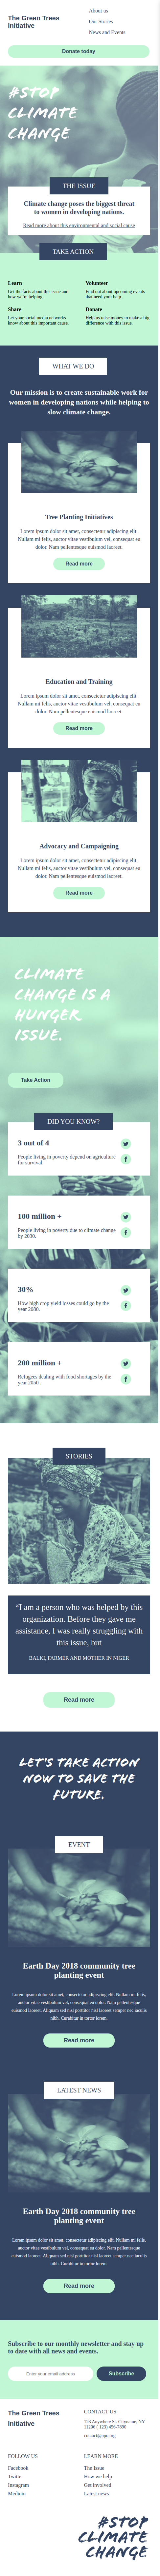 The Green Trees
Initiative
About us
Our Stories
News and Events
Donate today
#STOP
CLIMATE
CHANGE
THE ISSUE
Climate change poses the biggest threat
to women in developing nations.
Read more about this environmental and social cause
TAKE ACTION
Learn
Get the facts about this issue and
how we're helping.
Volunteer
Find out about upcoming events
that need your help.
Share
Let your social media networks
know about this important cause.
Donate
Help us raise money to make a big
difference with this issue.
WHAT WE DO
Our mission is to create sustainable work for
women in developing nations while helping to
slow climate change.
Tree Planting Initiatives
Lorem ipsum dolor sit amet, consectetur adipiscing elit.
Nullam mi felis, auctor vitae vestibulum vel, consequat eu
dolor. Nam pellentesque euismod laoreet.
Read more
Education and Training
Lorem ipsum dolor sit amet, consectetur adipiscing elit.
Nullam mi felis, auctor vitae vestibulum vel, consequat eu
dolor. Nam pellentesque euismod laoreet.
Read more
Advocacy and Campaigning
Lorem ipsum dolor sit amet, consectetur adipiscing elit.
Nullam mi felis, auctor vitae vestibulum vel, consequat eu
dolor. Nam pellentesque euismod laoreet.
Read more
CLIMATE
CHANGE IS A
HUNGER
ISSUE.
Take Action
DID YOU KNOW?
3 out of 4
People living in poverty depend on agriculture
for survival.
100 million +
People living in poverty due to climate change
by 2030.
30%
How high crop yield losses could go by the
year 2080.
200 million +
Refugees dealing with food shortages by the
year 2050 .
STORIES
“I am a person who was helped by this
organization. Before they gave me
assistance, I was really struggling with
this issue, but
BALKI, FARMER AND MOTHER IN NIGER
Read more
LET'S TAKE ACTION
NOW TO SAVE THE
FUTURE.
EVENT
Earth Day 2018 community tree
planting event
Lorem ipsum dolor sit amet, consectetur adipiscing elit. Nullam mi felis,
auctor vitae vestibulum vel, consequat eu dolor. Nam pellentesque
euismod laoreet. Aliquam sed nisl porttitor nisl laoreet semper nec iaculis
nibh. Curabitur in tortor lorem.
Read more
LATEST NEWS
Earth Day 2018 community tree
planting event
Lorem ipsum dolor sit amet, consectetur adipiscing elit. Nullam mi felis,
auctor vitae vestibulum vel, consequat eu dolor. Nam pellentesque
euismod laoreet. Aliquam sed nisl porttitor nisl laoreet semper nec iaculis
nibh. Curabitur in tortor lorem.
Read more
Subscribe to our monthly newsletter and stay up
to date with all news and events.
Enter your email address
Subscribe
The Green Trees
Initiative
CONTACT US
123 Anywhere St. Cityname, NY
11206 ( 123) 456-7890
contact@npo.org
FOLLOW US
Facebook
Twitter
Instagram
Medium
LEARN MORE
The Issue
How we help
Get involved
Latest news
#STOP
CLIMATE
CHANGE